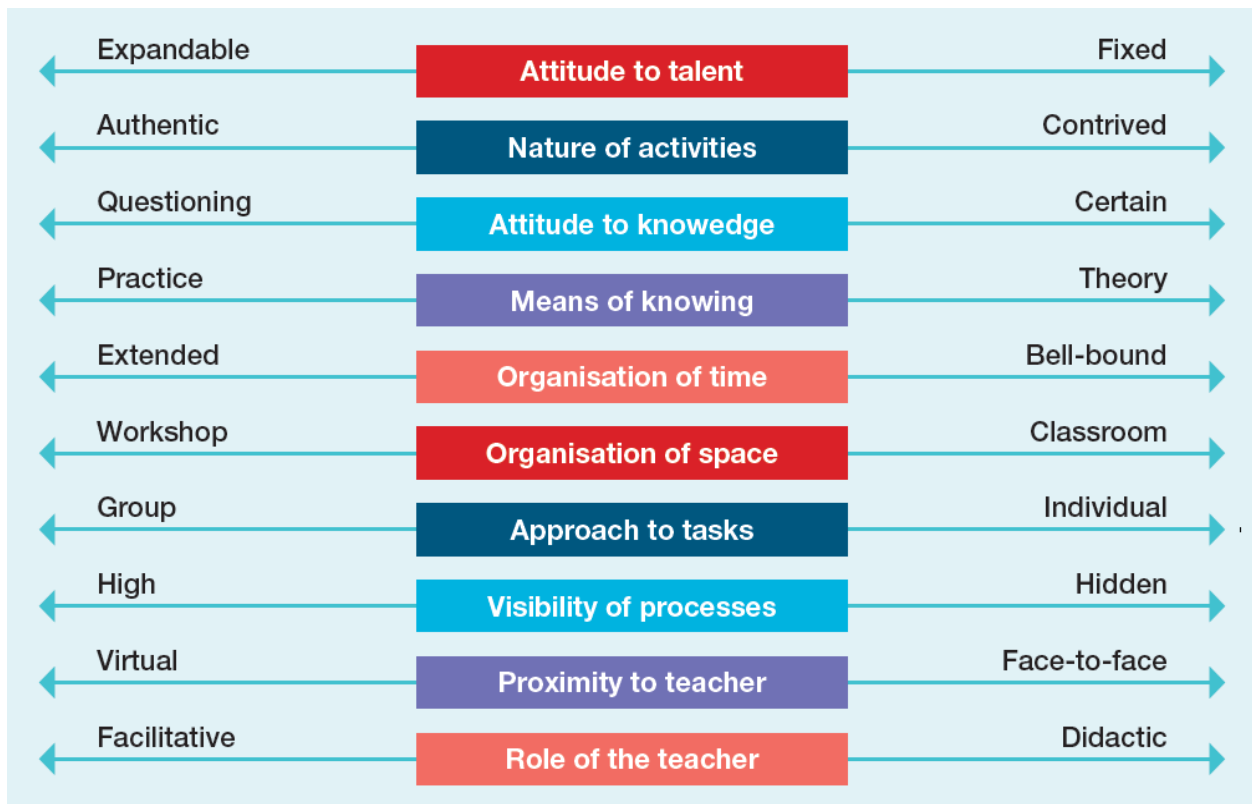 Expandable Attitude to talent Fixed
Authentic Nature of activities Contrived
Questioning Attitude to knowedge Certain
Practice Means of knowing Theory
Extended Organisation of time Bell-bound
Workshop Organisation of space Classroom
Group Approach to tasks Individual
High Visibility of processes Hidden
Virtual Proximity to teacher Face-to-face
Facilitative Role of the teacher Didactic